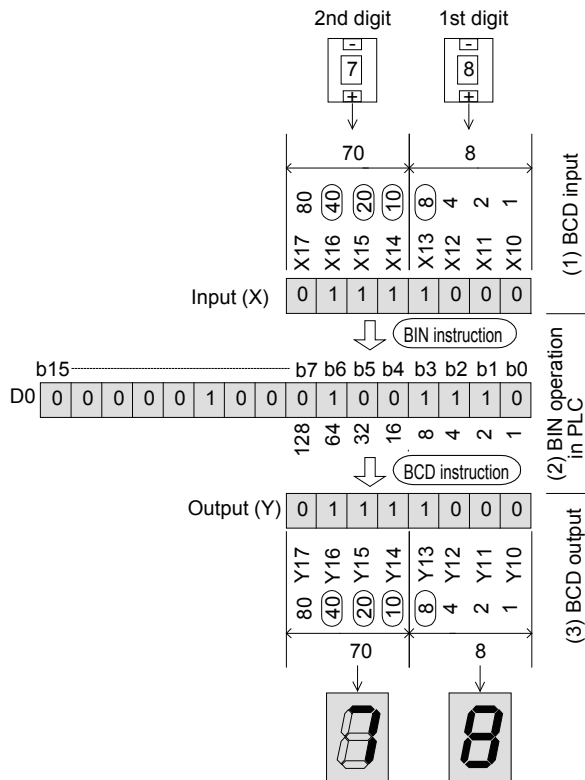 2nd digit 1st digit
- -
7 8
+ +
70 8
80 40 20 10 8 4 2 1
X17 X16 X15 X14 X13 X12 X11 X10
Input (X) 0 1 1 1 1 0 0 0
(1) BCD input
BIN instruction
b15 b7 b6 b5 b4 b3 b2 b1 b0
D0 0 0 0 0 0 1 0 0 0 1 0 0 1 1 1 0
128 64 32 16 8 4 2 1
(2) BIN operation
in PLC
BCD instruction
Output (Y) 0 1 1 1 1 0 0 0
Y17 Y16 Y15 Y14 Y13 Y12 Y11 Y10
80 40 20 10 8 4 2 1
(3) BCD output
70 8
7 8